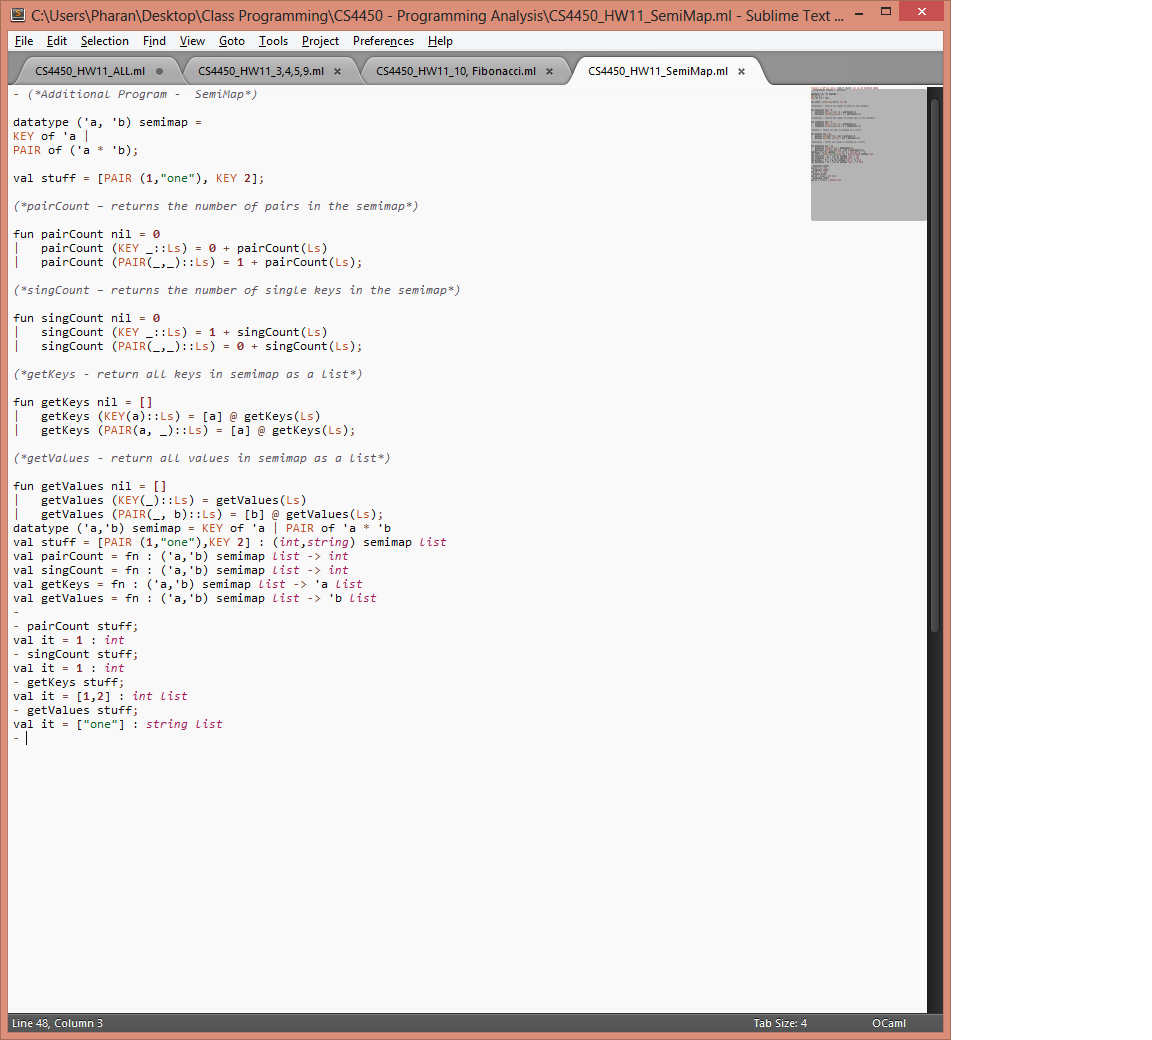 C:\Users\Pharan\Desktop\Class Programming\CS4450 - Programming Analysis\CS4450_HW11_SemiMap.ml - Sublime Text ...
File Edit Selection Find View Goto Tools Project Preferences Help
CS4450_HW11_ALL.ml CS4450_HW11_3,4,5,9.ml CS4450_HW11_10, Fibonacci.ml CS4450_HW11_SemiMap.ml
- (*Additional Program -  SemiMap*)
datatype ('a, 'b) semimap =
KEY of 'a |
PAIR of ('a * 'b);
val stuff = [PAIR (1,"one"), KEY 2];
(*pairCount – returns the number of pairs in the semimap*)
fun pairCount nil = 0
|   pairCount (KEY _::Ls) = 0 + pairCount(Ls)
|   pairCount (PAIR(_,_)::Ls) = 1 + pairCount(Ls);
(*singCount – returns the number of single keys in the semimap*)
fun singCount nil = 0
|   singCount (KEY _::Ls) = 1 + singCount(Ls)
|   singCount (PAIR(_,_)::Ls) = 0 + singCount(Ls);
(*getKeys - return all keys in semimap as a list*)
fun getKeys nil = []
|   getKeys (KEY(a)::Ls) = [a] @ getKeys(Ls)
|   getKeys (PAIR(a, _)::Ls) = [a] @ getKeys(Ls);
(*getValues - return all values in semimap as a list*)
fun getValues nil = []
|   getValues (KEY(_)::Ls) = getValues(Ls)
|   getValues (PAIR(_, b)::Ls) = [b] @ getValues(Ls);
datatype ('a,'b) semimap = KEY of 'a | PAIR of 'a * 'b
val stuff = [PAIR (1,"one"),KEY 2] : (int,string) semimap list
val pairCount = fn : ('a,'b) semimap list -> int
val singCount = fn : ('a,'b) semimap list -> int
val getKeys = fn : ('a,'b) semimap list -> 'a list
val getValues = fn : ('a,'b) semimap list -> 'b list
-
- pairCount stuff;
val it = 1 : int
- singCount stuff;
val it = 1 : int
- getKeys stuff;
val it = [1,2] : int list
- getValues stuff;
val it = ["one"] : string list
-
Line 48, Column 3 Tab Size: 4 OCaml